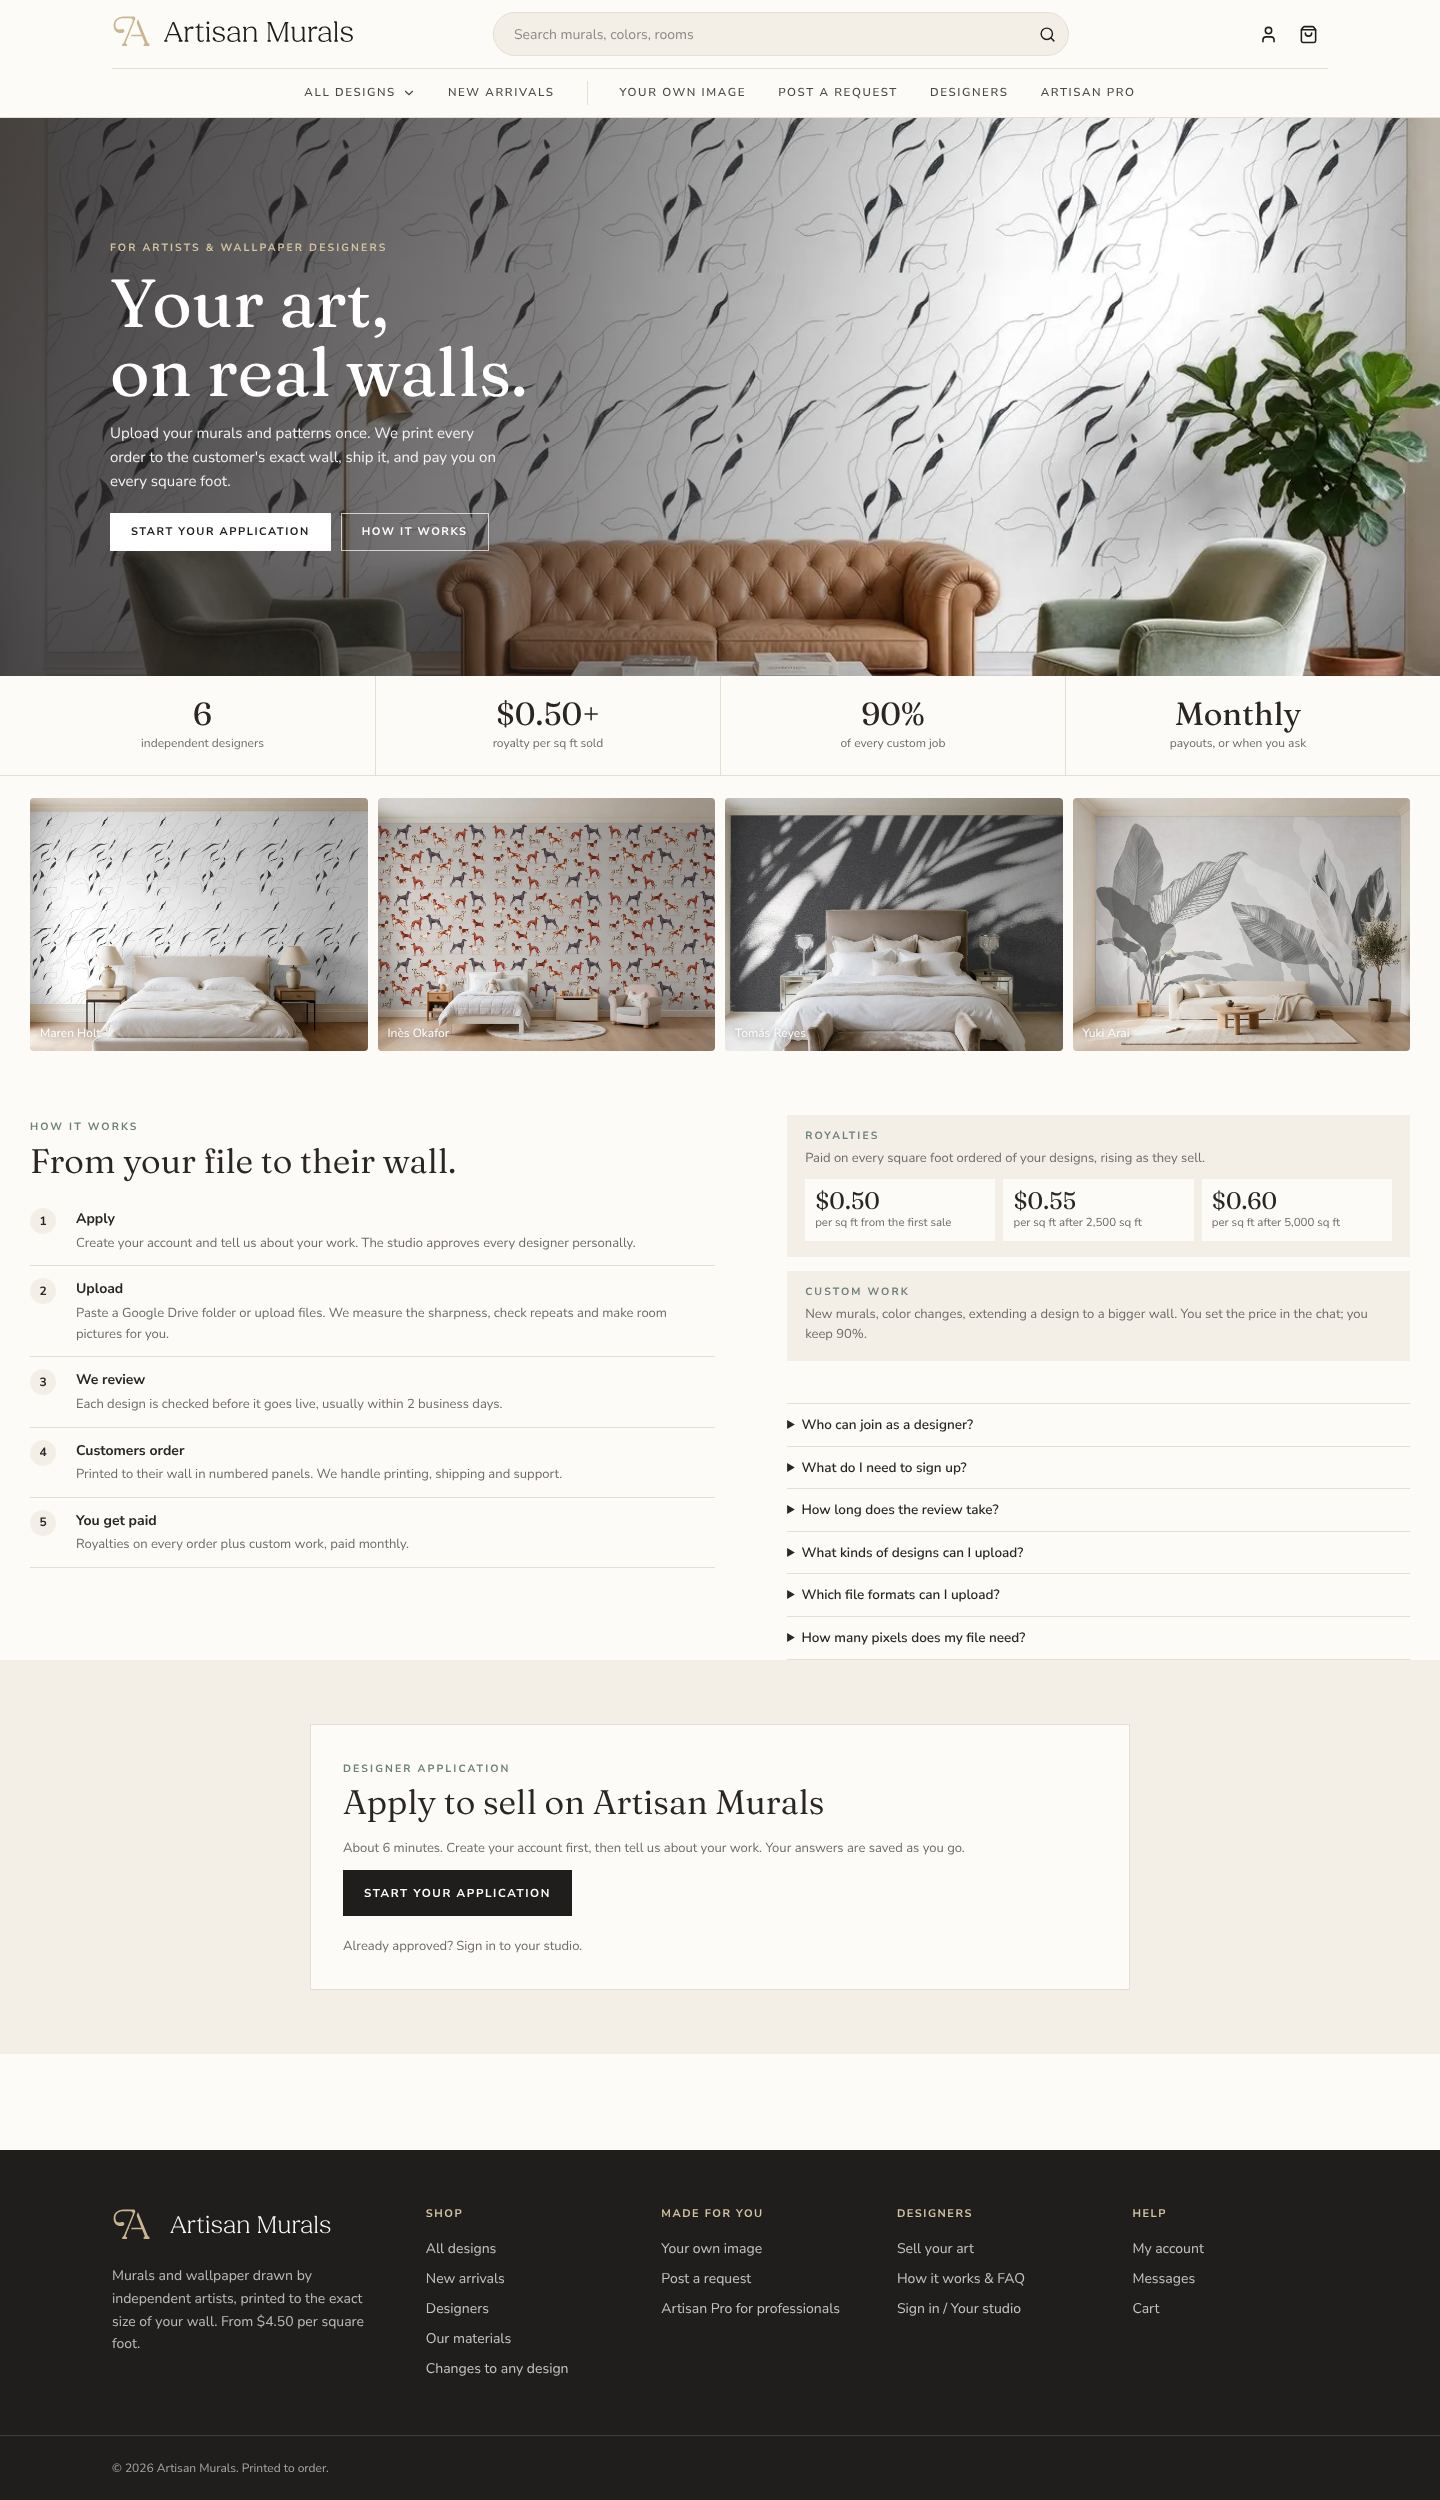 Artisan Murals
Search murals, colors, rooms
ALL DESIGNS
NEW ARRIVALS
YOUR OWN IMAGE
POST A REQUEST
DESIGNERS
ARTISAN PRO
FOR ARTISTS & WALLPAPER DESIGNERS
Your art,
on real walls.
Upload your murals and patterns once. We print every
order to the customer's exact wall, ship it, and pay you on
every square foot.
START YOUR APPLICATION
HOW IT WORKS
6
independent designers
$0.50+
royalty per sq ft sold
90%
of every custom job
Monthly
payouts, or when you ask
Maren Holt
Inès Okafor
Tomás Reyes
Yuki Arai
HOW IT WORKS
From your file to their wall.
1
Apply
Create your account and tell us about your work. The studio approves every designer personally.
2
Upload
Paste a Google Drive folder or upload files. We measure the sharpness, check repeats and make room
pictures for you.
3
We review
Each design is checked before it goes live, usually within 2 business days.
4
Customers order
Printed to their wall in numbered panels. We handle printing, shipping and support.
5
You get paid
Royalties on every order plus custom work, paid monthly.
ROYALTIES
Paid on every square foot ordered of your designs, rising as they sell.
$0.50
per sq ft from the first sale
$0.55
per sq ft after 2,500 sq ft
$0.60
per sq ft after 5,000 sq ft
CUSTOM WORK
New murals, color changes, extending a design to a bigger wall. You set the price in the chat; you
keep 90%.
Who can join as a designer?
What do I need to sign up?
How long does the review take?
What kinds of designs can I upload?
Which file formats can I upload?
How many pixels does my file need?
DESIGNER APPLICATION
Apply to sell on Artisan Murals
About 6 minutes. Create your account first, then tell us about your work. Your answers are saved as you go.
START YOUR APPLICATION
Already approved? Sign in to your studio.
Artisan Murals
Murals and wallpaper drawn by
independent artists, printed to the exact
size of your wall. From $4.50 per square
foot.
SHOP
All designs
New arrivals
Designers
Our materials
Changes to any design
MADE FOR YOU
Your own image
Post a request
Artisan Pro for professionals
DESIGNERS
Sell your art
How it works & FAQ
Sign in / Your studio
HELP
My account
Messages
Cart
© 2026 Artisan Murals. Printed to order.